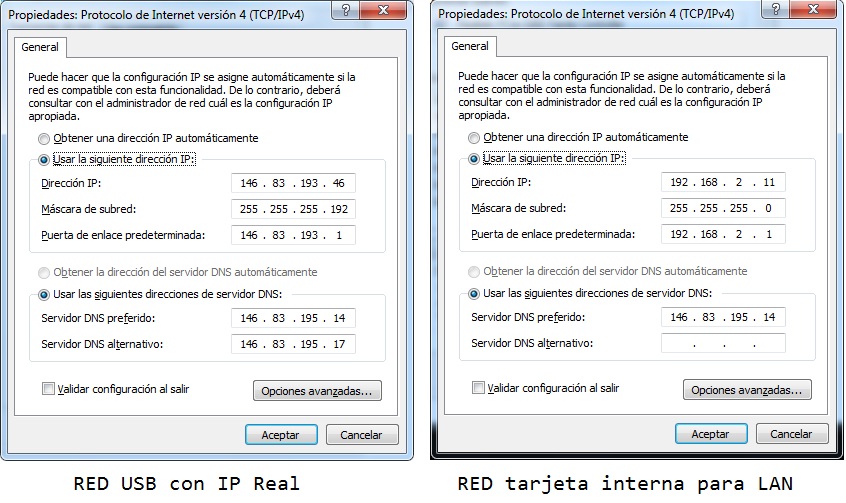 Propiedades: Protocolo de Internet versión 4 (TCP/IPv4)
General
Puede hacer que la configuración IP se asigne automáticamente si la
red es compatible con esta funcionalidad. De lo contrario, deberá
consultar con el administrador de red cuál es la configuración IP
apropiada.
Obtener una dirección IP automáticamente
Usar la siguiente dirección IP:
Dirección IP: 146 . 83 . 193 . 46
Máscara de subred: 255 . 255 . 255 . 192
Puerta de enlace predeterminada: 146 . 83 . 193 . 1
Obtener la dirección del servidor DNS automáticamente
Usar las siguientes direcciones de servidor DNS:
Servidor DNS preferido: 146 . 83 . 195 . 14
Servidor DNS alternativo: 146 . 83 . 195 . 17
Validar configuración al salir
Opciones avanzadas...
Aceptar Cancelar
RED USB con IP Real
Propiedades: Protocolo de Internet versión 4 (TCP/IPv4)
General
Puede hacer que la configuración IP se asigne automáticamente si la
red es compatible con esta funcionalidad. De lo contrario, deberá
consultar con el administrador de red cuál es la configuración IP
apropiada.
Obtener una dirección IP automáticamente
Usar la siguiente dirección IP:
Dirección IP: 192 . 168 . 2 . 11
Máscara de subred: 255 . 255 . 255 . 0
Puerta de enlace predeterminada: 192 . 168 . 2 . 1
Obtener la dirección del servidor DNS automáticamente
Usar las siguientes direcciones de servidor DNS:
Servidor DNS preferido: 146 . 83 . 195 . 14
Servidor DNS alternativo: . . .
Validar configuración al salir
Opciones avanzadas...
Aceptar Cancelar
RED tarjeta interna para LAN